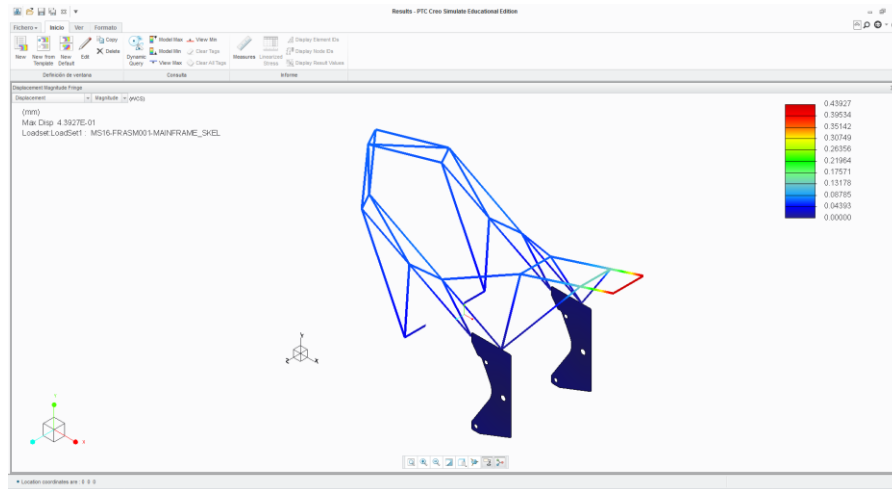 Results - PTC Creo Simulate Educational Edition
Fichero Inicio Ver Formato
New
New from Template
New Default
Edit
Copy
Delete
Definición de ventana
Dynamic Query
Model Max
Model Min
View Max
View Min
Clear Tags
Clear All Tags
Consulta
Measures
Linearized Stress
Display Element IDs
Display Node IDs
Display Result Values
Informe
Displacement Magnitude Fringe
Displacement Magnitude (WCS)
(mm)
Max Disp 4.3927E-01
Loadset:LoadSet1 : MS16-FRASM001-MAINFRAME_SKEL
0.43927
0.39534
0.35142
0.30749
0.26356
0.21964
0.17571
0.13178
0.08785
0.04393
0.00000
Y
Z X
X
Location coordinates are : 0 0 0